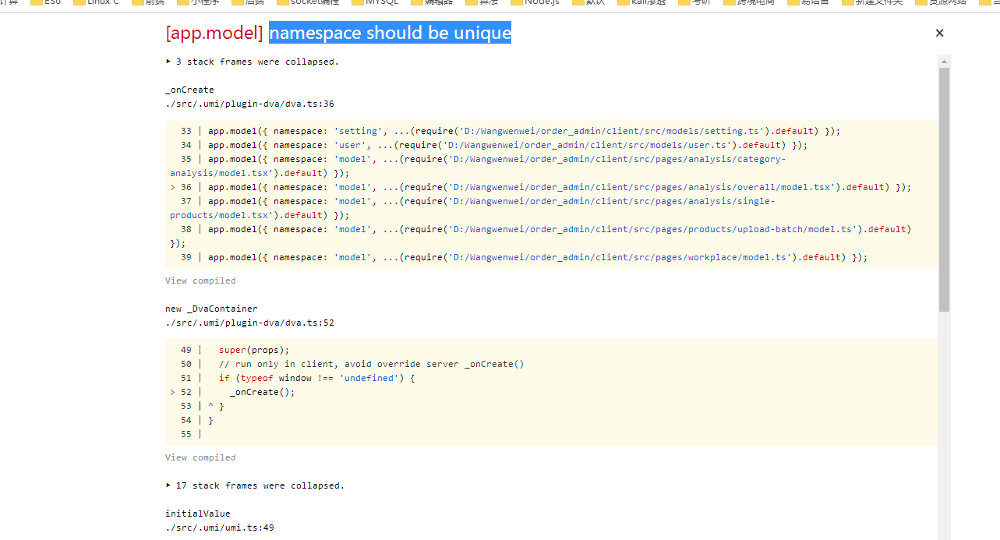 计算 ES6 Linux C 前端 小程序 后端 socket编程 MYSQL 编辑器 算法 Node.js 默认 kali渗透 考研 跨境电商 易语言 新建文件夹 资源网站
[app.model] namespace should be unique ×
▸ 3 stack frames were collapsed.
_onCreate
./src/.umi/plugin-dva/dva.ts:36
33 | app.model({ namespace: 'setting', ...(require('D:/Wangwenwei/order_admin/client/src/models/setting.ts').default) });
34 | app.model({ namespace: 'user', ...(require('D:/Wangwenwei/order_admin/client/src/models/user.ts').default) });
35 | app.model({ namespace: 'model', ...(require('D:/Wangwenwei/order_admin/client/src/pages/analysis/category-
analysis/model.tsx').default) });
> 36 | app.model({ namespace: 'model', ...(require('D:/Wangwenwei/order_admin/client/src/pages/analysis/overall/model.tsx').default) });
37 | app.model({ namespace: 'model', ...(require('D:/Wangwenwei/order_admin/client/src/pages/analysis/single-
products/model.tsx').default) });
38 | app.model({ namespace: 'model', ...(require('D:/Wangwenwei/order_admin/client/src/pages/products/upload-batch/model.ts').default)
});
39 | app.model({ namespace: 'model', ...(require('D:/Wangwenwei/order_admin/client/src/pages/workplace/model.ts').default) });
View compiled
new _DvaContainer
./src/.umi/plugin-dva/dva.ts:52
49 |   super(props);
50 |   // run only in client, avoid override server _onCreate()
51 |   if (typeof window !== 'undefined') {
> 52 |     _onCreate();
53 | ^ }
54 | }
55 |
View compiled
▸ 17 stack frames were collapsed.
initialValue
./src/.umi/umi.ts:49